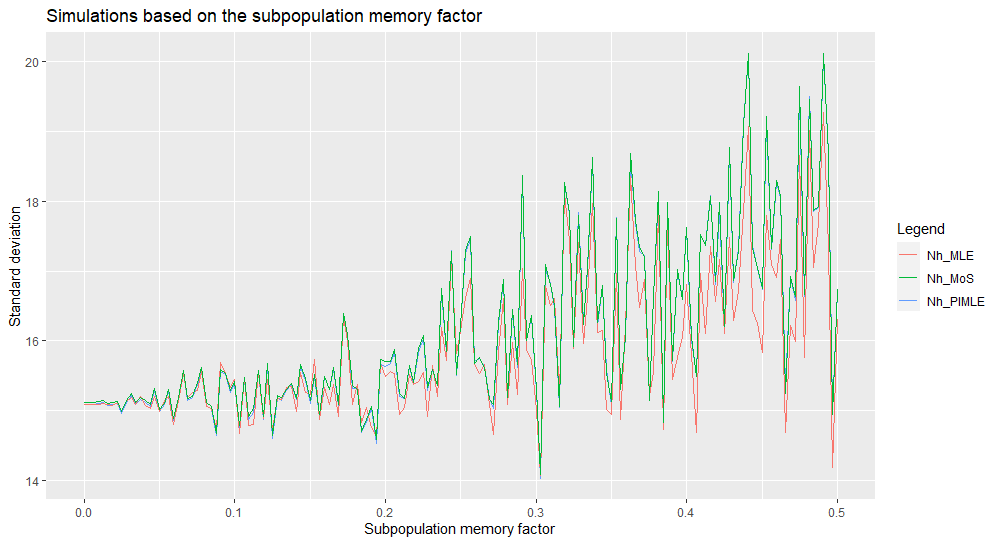 Simulations based on the subpopulation memory factor
Standard deviation
20
18
16
14
0.0
0.1
0.2
0.3
0.4
0.5
Subpopulation memory factor
Legend
Nh_MLE
Nh_MoS
Nh_PIMLE